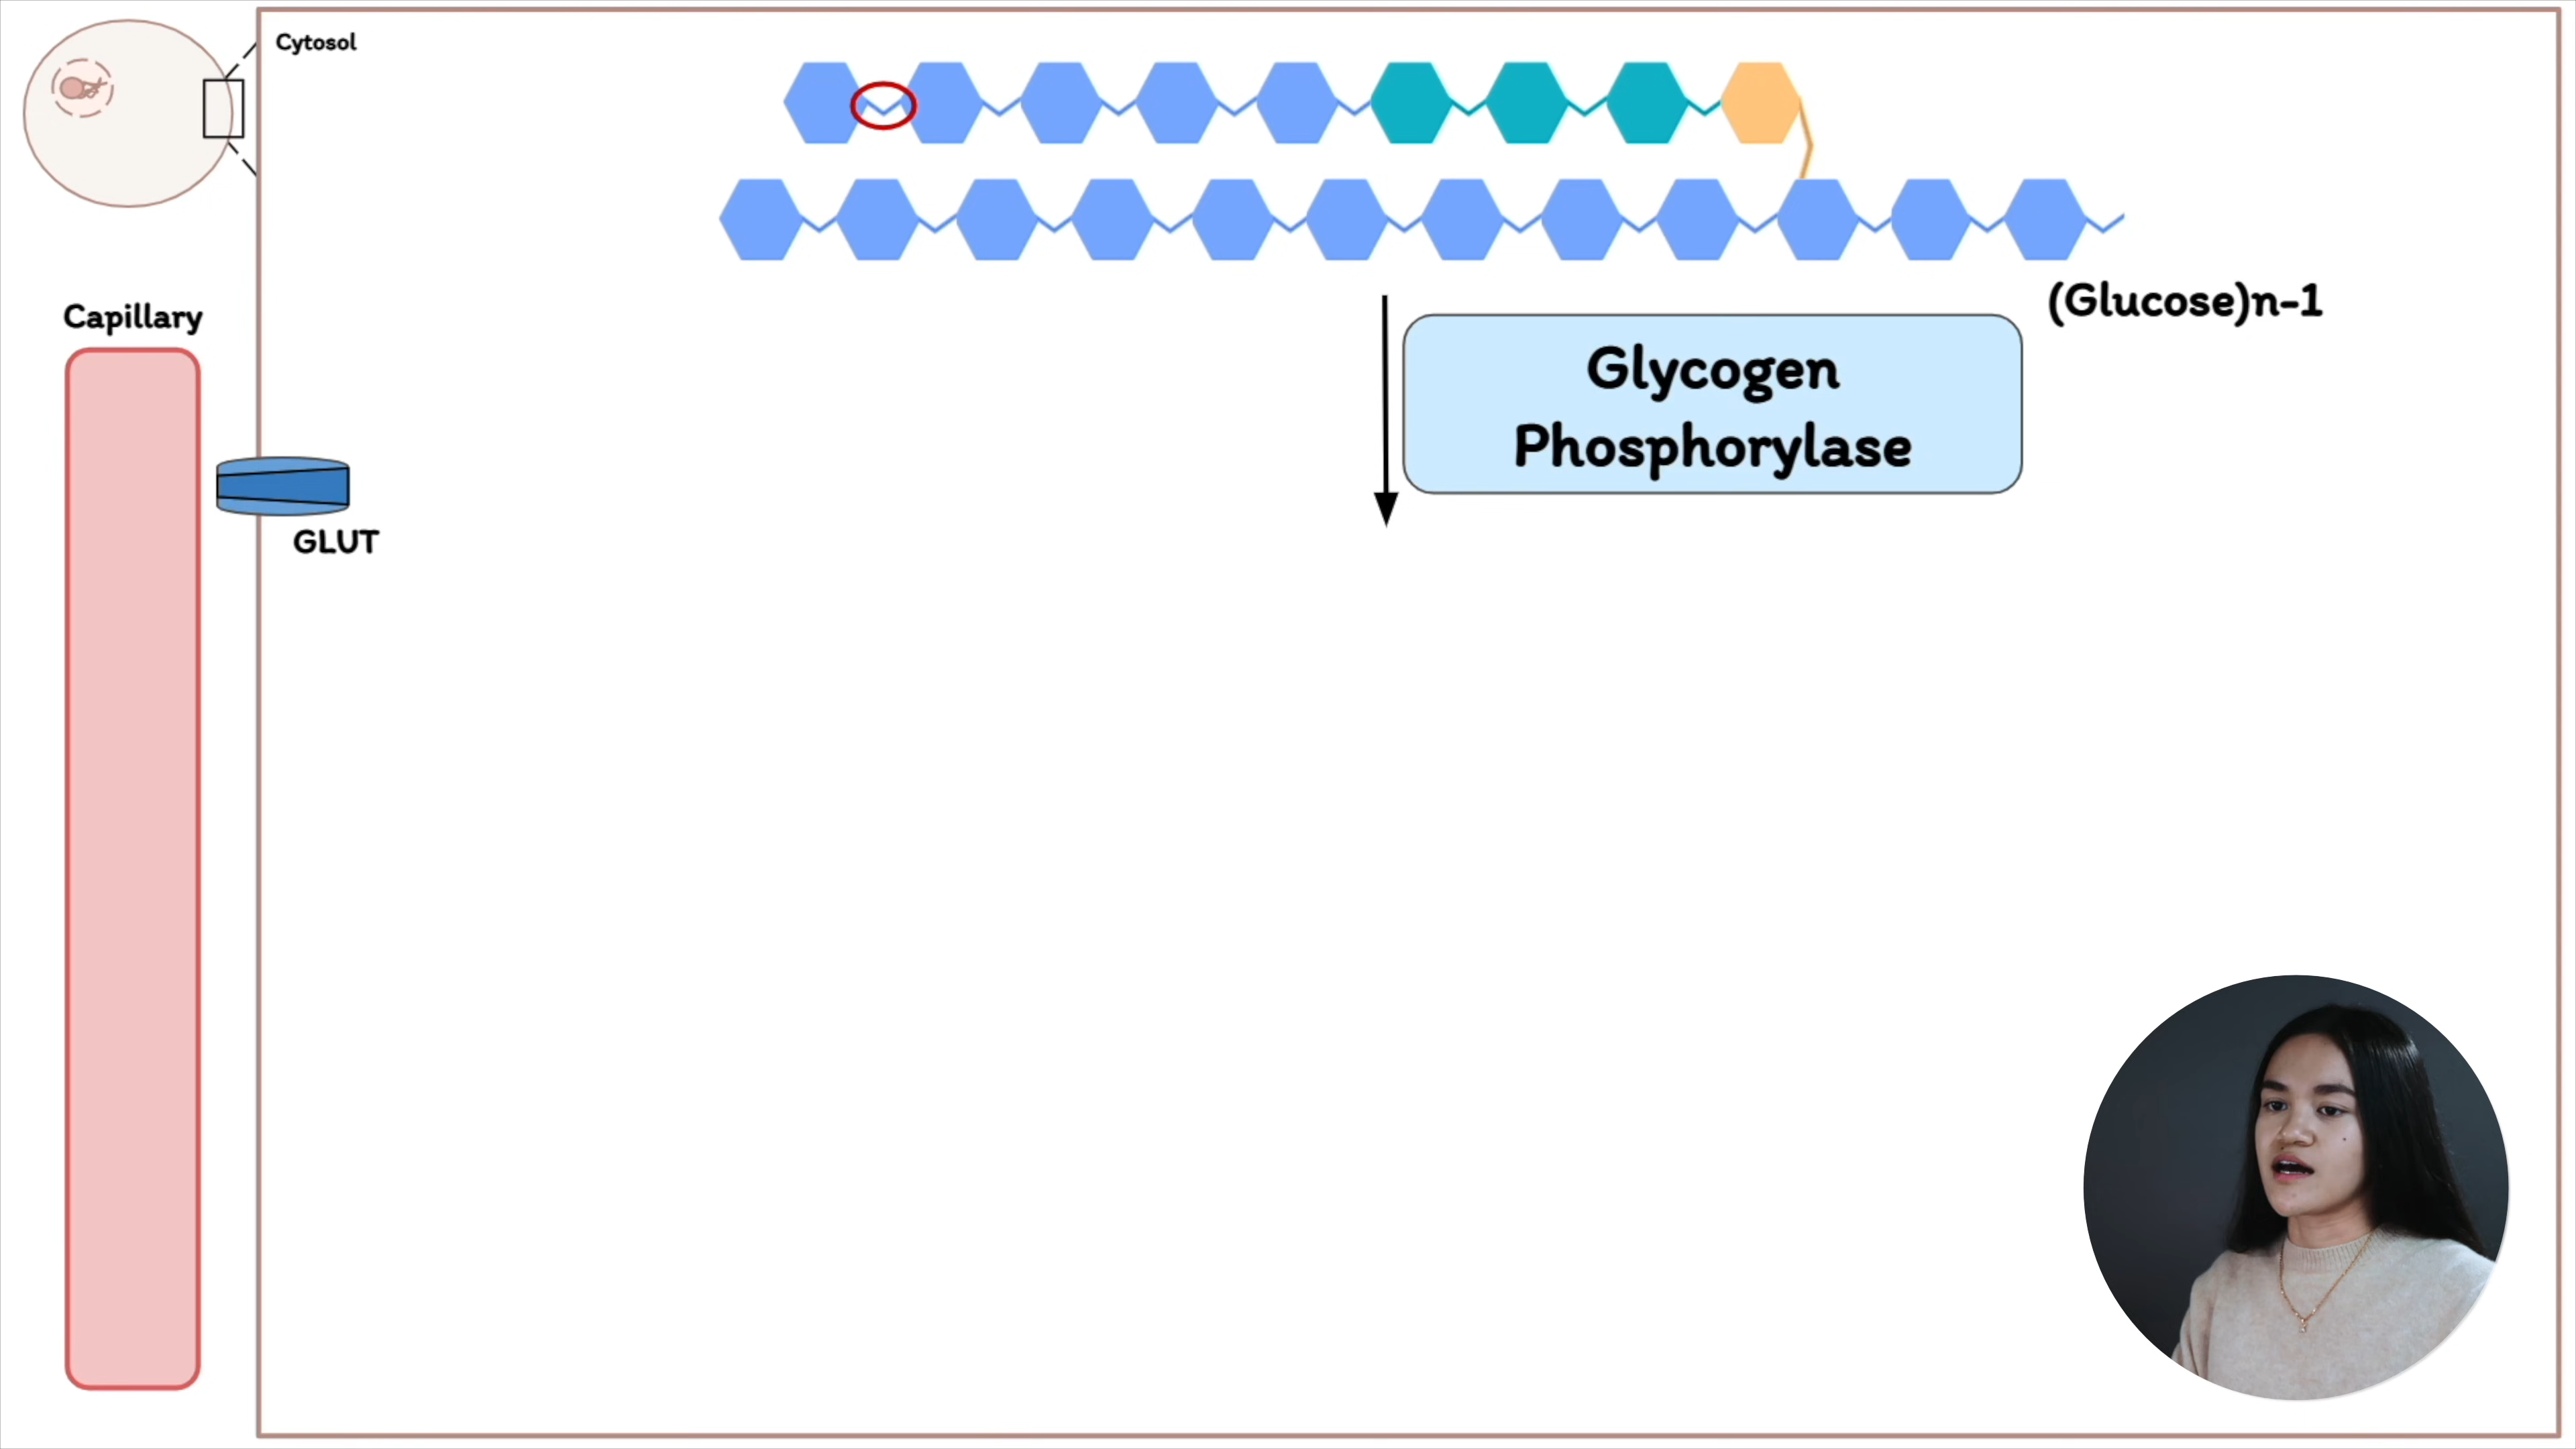 Cytosol
(Glucose)n-1
Capillary
Glycogen
Phosphorylase
GLUT